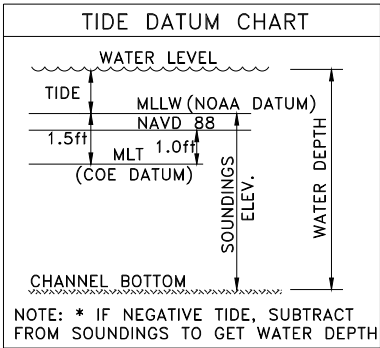 TIDE DATUM CHART
WATER LEVEL
TIDE
MLLW (NOAA DATUM)
NAVD 88
1.5ft
1.0ft
MLT
(COE DATUM)
SOUNDINGS
ELEV.
WATER DEPTH
CHANNEL BOTTOM
NOTE: * IF NEGATIVE TIDE, SUBTRACT
FROM SOUNDINGS TO GET WATER DEPTH